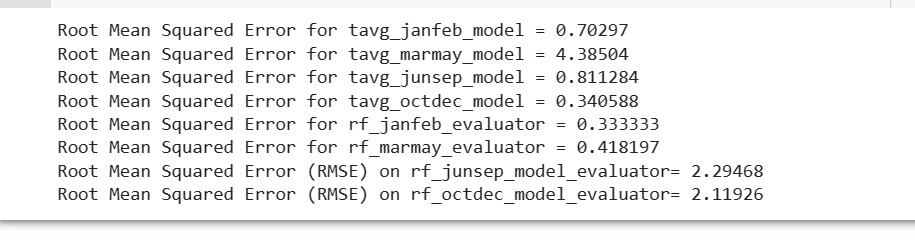 Root Mean Squared Error for tavg_janfeb_model = 0.70297
Root Mean Squared Error for tavg_marmay_model = 4.38504
Root Mean Squared Error for tavg_junsep_model = 0.811284
Root Mean Squared Error for tavg_octdec_model = 0.340588
Root Mean Squared Error for rf_janfeb_evaluator = 0.333333
Root Mean Squared Error for rf_marmay_evaluator = 0.418197
Root Mean Squared Error (RMSE) on rf_junsep_model_evaluator= 2.29468
Root Mean Squared Error (RMSE) on rf_octdec_model_evaluator= 2.11926